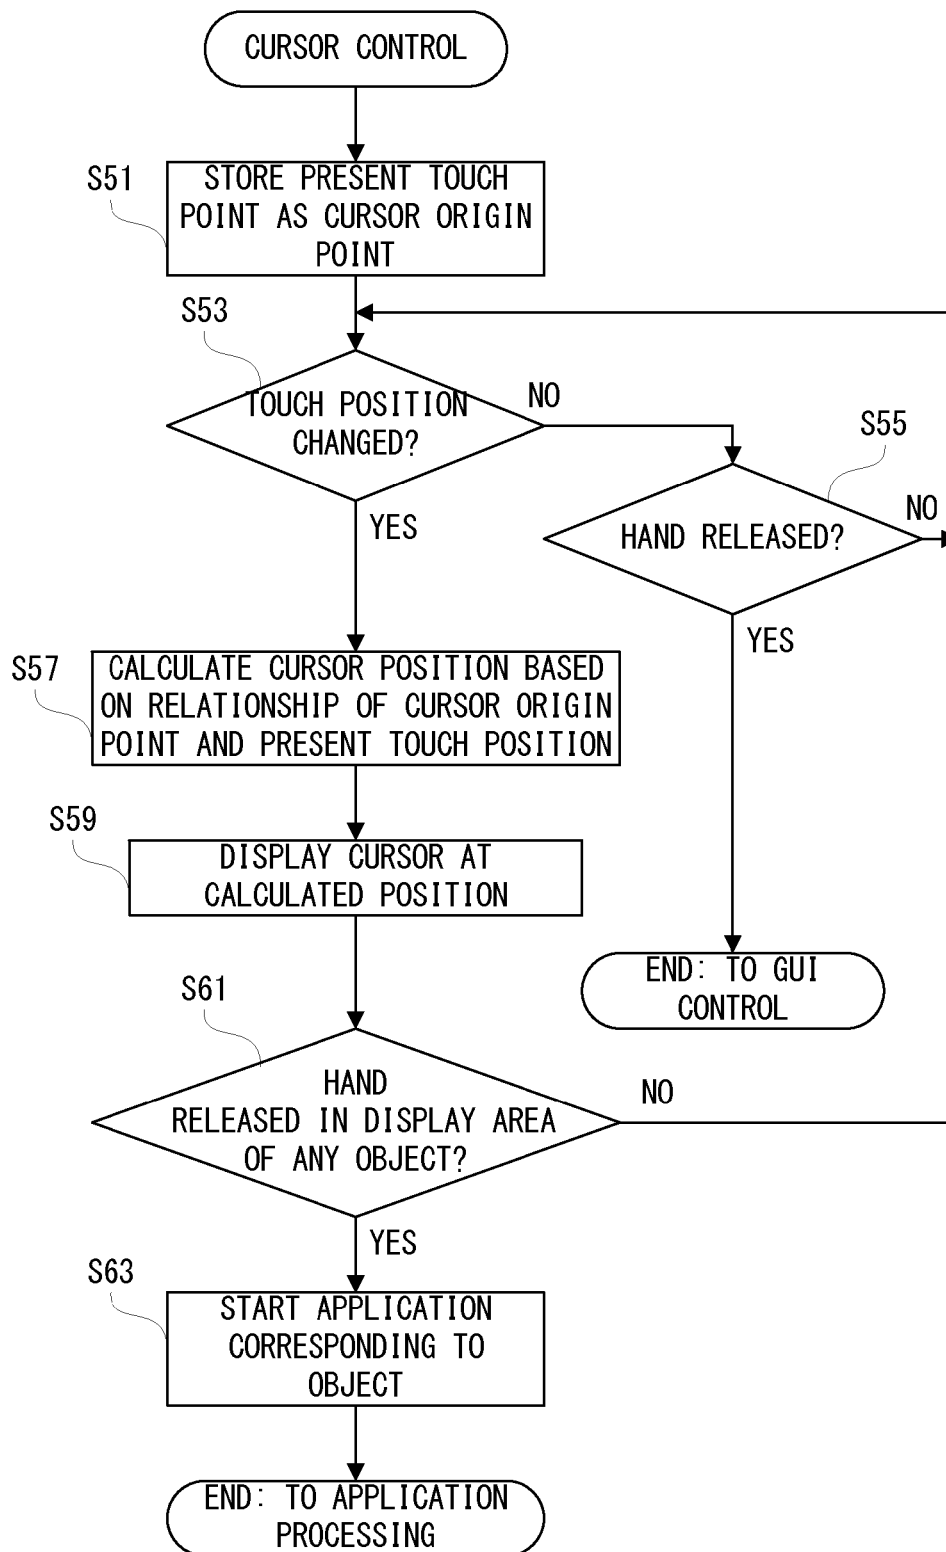 CURSOR CONTROL
S51
STORE PRESENT TOUCH
POINT AS CURSOR ORIGIN
POINT
S53
TOUCH POSITION
CHANGED?
NO
YES
S55
HAND RELEASED?
NO
YES
S57
CALCULATE CURSOR POSITION BASED
ON RELATIONSHIP OF CURSOR ORIGIN
POINT AND PRESENT TOUCH POSITION
S59
DISPLAY CURSOR AT
CALCULATED POSITION
END: TO GUI
CONTROL
S61
HAND
RELEASED IN DISPLAY AREA
OF ANY OBJECT?
NO
YES
S63
START APPLICATION
CORRESPONDING TO
OBJECT
END: TO APPLICATION
PROCESSING